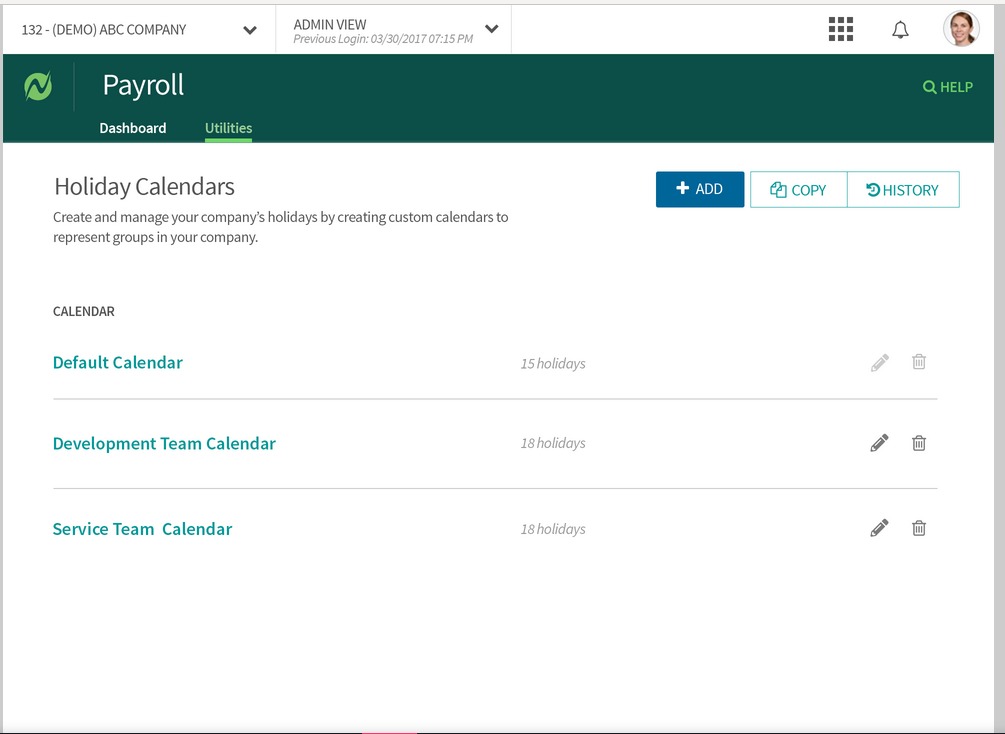 132 - (DEMO) ABC COMPANY
ADMIN VIEW
Previous Login: 03/30/2017 07:15 PM
Payroll
HELP
Dashboard
Utilities
Holiday Calendars
ADD
COPY
HISTORY
Create and manage your company’s holidays by creating custom calendars to
represent groups in your company.
CALENDAR
Default Calendar
15 holidays
Development Team Calendar
18 holidays
Service Team  Calendar
18 holidays